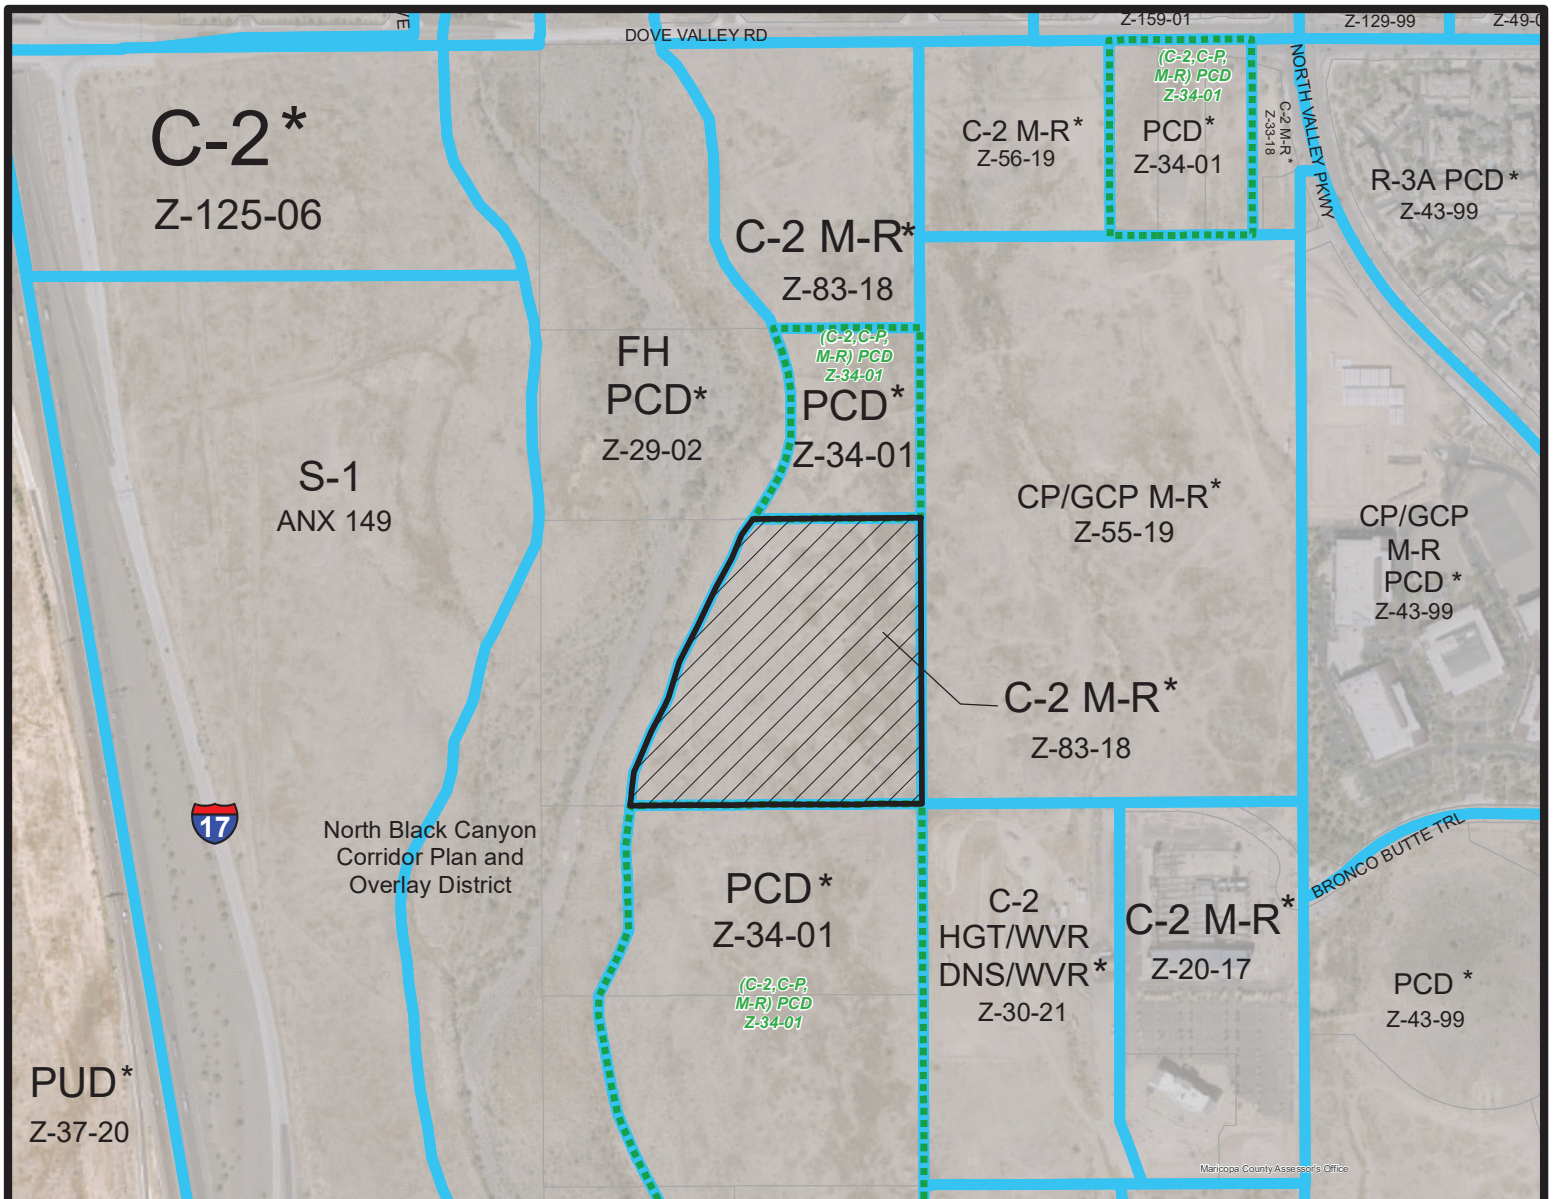 Z-159-01
Z-129-99
DOVE VALLEY RD
NORTH VALLEY PKWY
C-2*
Z-125-06
(C-2,C-P,
M-R) PCD
Z-34-01
C-2 M-R*
Z-56-19
PCD*
Z-34-01
C-2 M-R*
Z-33-18
R-3A PCD*
Z-43-99
C-2 M-R*
Z-83-18
FH
PCD*
Z-29-02
(C-2,C-P,
M-R) PCD
Z-34-01
PCD*
Z-34-01
S-1
ANX 149
CP/GCP M-R*
Z-55-19
CP/GCP
M-R
PCD *
Z-43-99
C-2 M-R*
Z-83-18
17
North Black Canyon
Corridor Plan and
Overlay District
BRONCO BUTTE TRL
PCD *
Z-34-01
(C-2,C-P,
M-R) PCD
Z-34-01
C-2
HGT/WVR
DNS/WVR*
Z-30-21
C-2 M-R*
Z-20-17
PCD *
Z-43-99
PUD*
Z-37-20
Maricopa County Assessor's Office